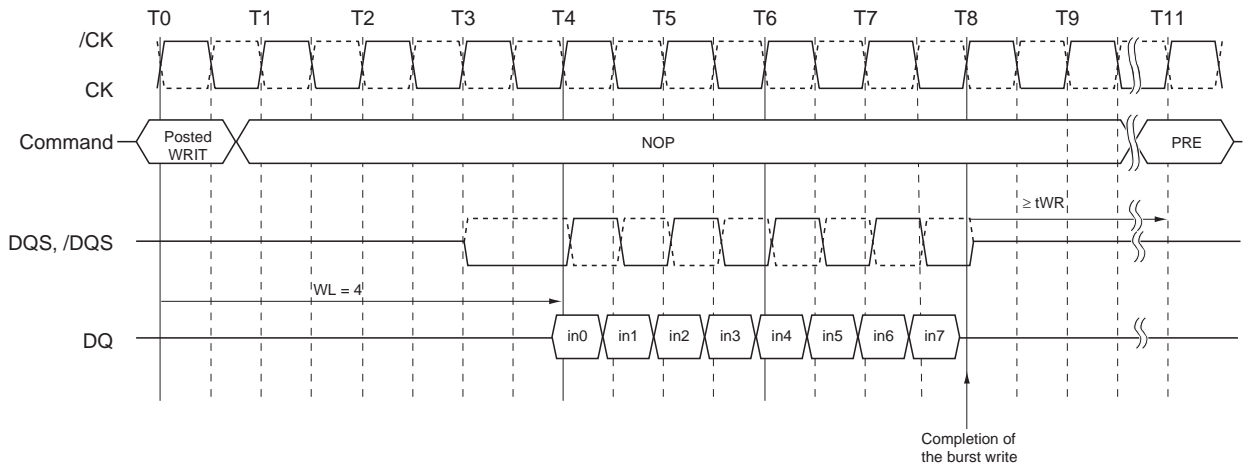 T0 T1 T2 T3 T4 T5 T6 T7 T8 T9 T11
/CK
CK
Command
Posted
WRIT
NOP
PRE
≥ tWR
DQS, /DQS
WL = 4
DQ
in0 in1 in2 in3 in4 in5 in6 in7
Completion of
the burst write